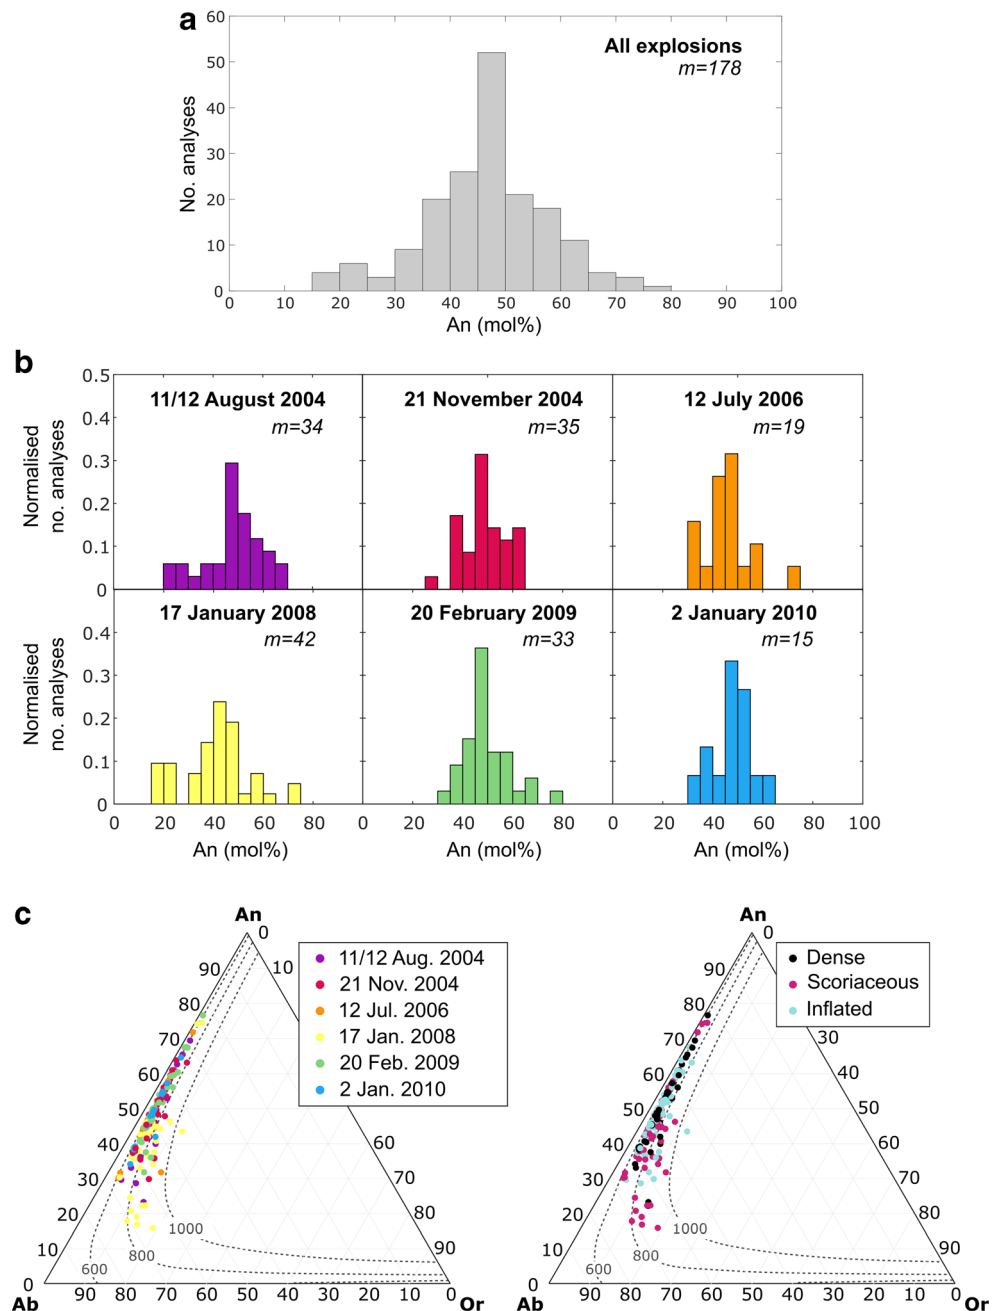 a
All explosions
m=178
60
50
40
30
20
10
0
No. analyses
0 10 20 30 40 50 60 70 80 90 100
An (mol%)
b
0.5
0.4
0.3
0.2
0.1
0
Normalised
no. analyses
11/12 August 2004
m=34
21 November 2004
m=35
12 July 2006
m=19
0.4
0.3
0.2
0.1
0
Normalised
no. analyses
17 January 2008
m=42
20 February 2009
m=33
2 January 2010
m=15
0 20 40 60 80
0 20 40 60 80
0 20 40 60 80 100
An (mol%)
An (mol%)
An (mol%)
c
An
0
10
90
80
70
60
50
40
30
20
10
0
11/12 Aug. 2004
21 Nov. 2004
12 Jul. 2006
17 Jan. 2008
20 Feb. 2009
2 Jan. 2010
60
70
80
90
1000
800
600
90 80 70 60 50 40 30 20 10 0
Ab
Or
An
0
90
80
70
60
50
40
30
20
10
0
Dense
Scoriaceous
Inflated
30
40
50
60
70
80
90
1000
800
600
90 80 70 60 50 40 30 20 10 0
Ab
Or